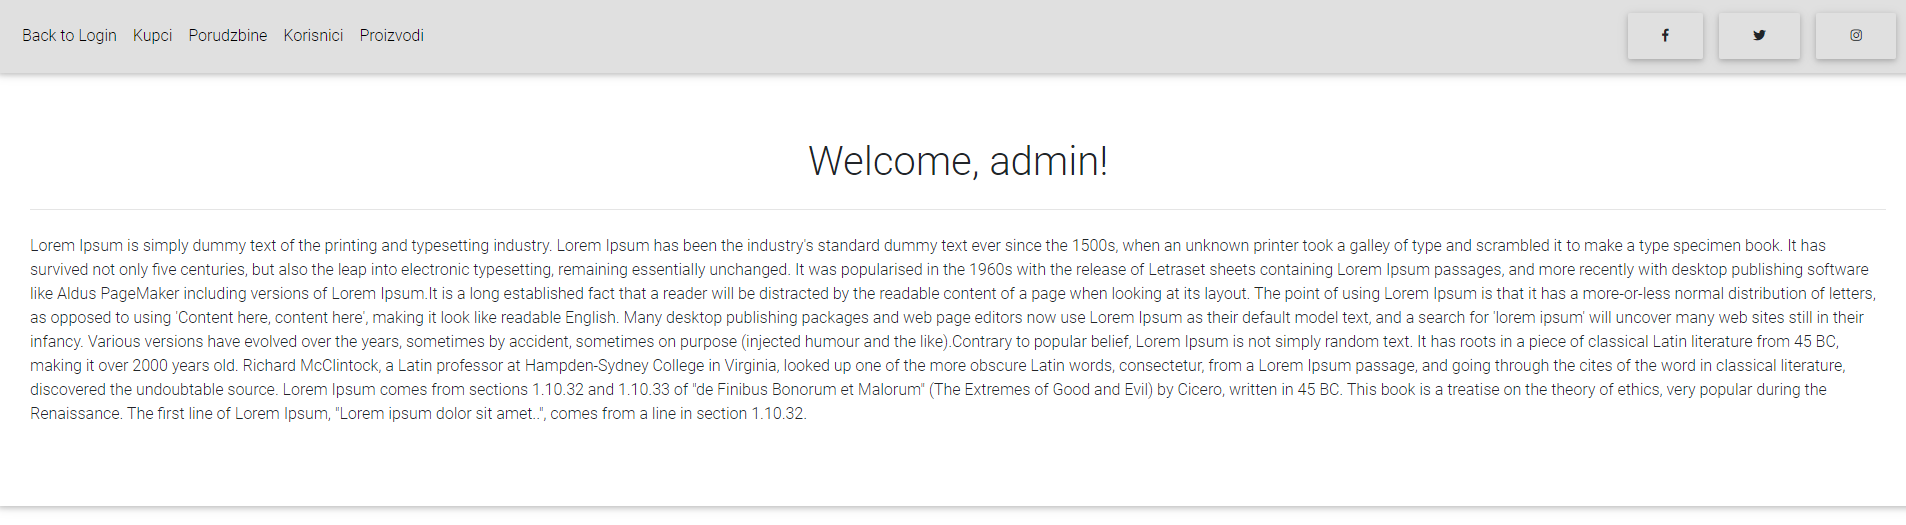 Back to Login Kupci Porudzbine Korisnici Proizvodi
Welcome, admin!
Lorem Ipsum is simply dummy text of the printing and typesetting industry. Lorem Ipsum has been the industry's standard dummy text ever since the 1500s, when an unknown printer took a galley of type and scrambled it to make a type specimen book. It has
survived not only five centuries, but also the leap into electronic typesetting, remaining essentially unchanged. It was popularised in the 1960s with the release of Letraset sheets containing Lorem Ipsum passages, and more recently with desktop publishing software
like Aldus PageMaker including versions of Lorem Ipsum.It is a long established fact that a reader will be distracted by the readable content of a page when looking at its layout. The point of using Lorem Ipsum is that it has a more-or-less normal distribution of letters,
as opposed to using 'Content here, content here', making it look like readable English. Many desktop publishing packages and web page editors now use Lorem Ipsum as their default model text, and a search for 'lorem ipsum' will uncover many web sites still in their
infancy. Various versions have evolved over the years, sometimes by accident, sometimes on purpose (injected humour and the like).Contrary to popular belief, Lorem Ipsum is not simply random text. It has roots in a piece of classical Latin literature from 45 BC,
making it over 2000 years old. Richard McClintock, a Latin professor at Hampden-Sydney College in Virginia, looked up one of the more obscure Latin words, consectetur, from a Lorem Ipsum passage, and going through the cites of the word in classical literature,
discovered the undoubtable source. Lorem Ipsum comes from sections 1.10.32 and 1.10.33 of "de Finibus Bonorum et Malorum" (The Extremes of Good and Evil) by Cicero, written in 45 BC. This book is a treatise on the theory of ethics, very popular during the
Renaissance. The first line of Lorem Ipsum, "Lorem ipsum dolor sit amet..", comes from a line in section 1.10.32.